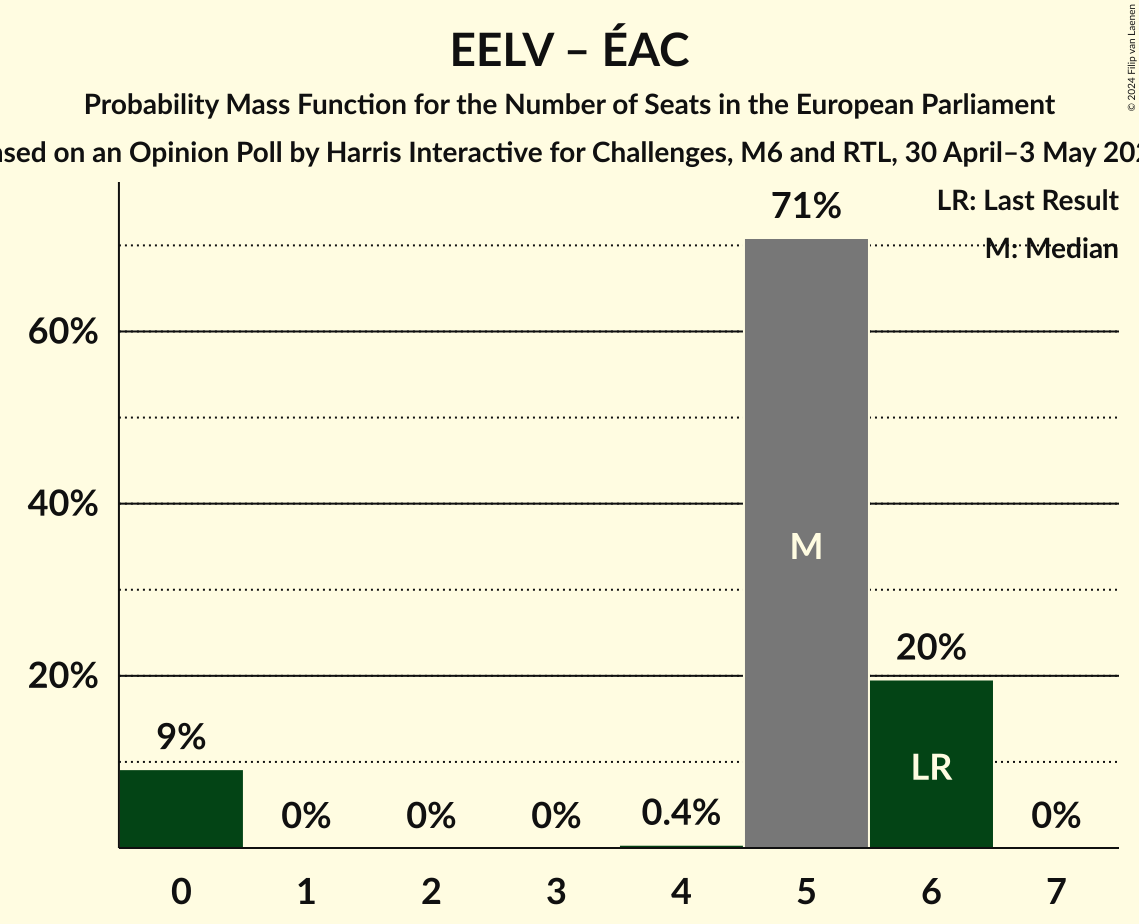 EELV – ÉAC
Probability Mass Function for the Number of Seats in the European Parliament
on an Opinion Poll by Harris Interactive for Challenges, M6 and RTL, 30 April–3 May
© 2024 Filip van Laenen
LR: Last Result
M: Median
71%
60%
40%
M
20%
20%
9%
LR
0%
0%
0%
0.4%
0%
0
1
2
3
4
5
6
7